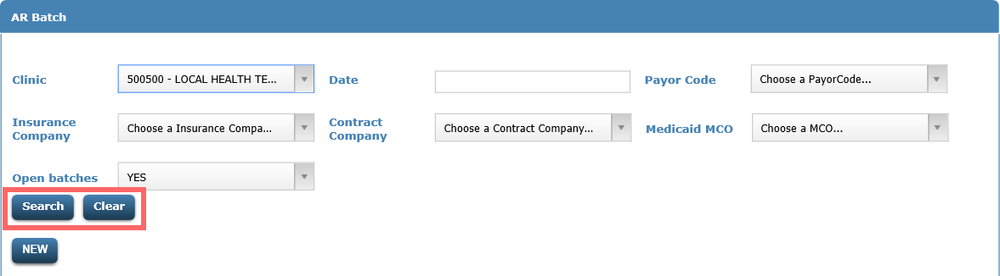 AR Batch
Clinic 500500 - LOCAL HEALTH TE... Date Payor Code Choose a PayorCode...
Insurance Company Choose a Insurance Compa... Contract Company Choose a Contract Company... Medicaid MCO Choose a MCO...
Open batches YES
Search Clear
NEW